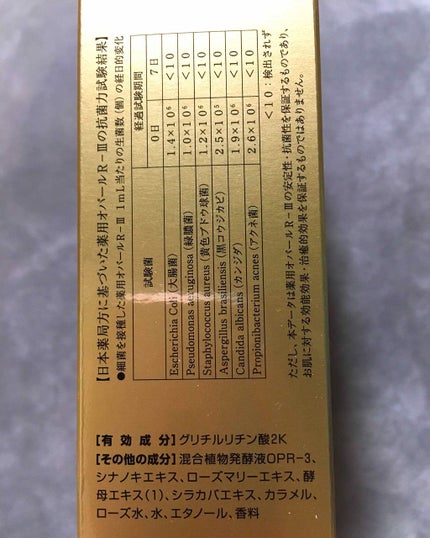 【日本薬局方に基づいた薬用オパールR-Ⅲの抗菌力試験結果】
●細菌を接種した薬用オパールR-Ⅲ 1mL当たりの生菌数(個)の経日的変化
試験菌 経過試験期間
0日 7日
Escherichia Coli (大腸菌) 1.4×10⁶ <10
Pseudomonas aeruginosa (緑膿菌) 1.0×10⁶ <10
Staphylococcus aureus (黄色ブドウ球菌) 1.2×10⁶ <10
Aspergillus brasiliensis (黒コウジカビ) 2.5×10⁵ <10
Candida albicans (カンジダ) 1.9×10⁶ <10
Propionibacterium acnes (アクネ菌) 2.6×10⁶ <10
<10：検出されず
ただし、本データは薬用オパールR-Ⅲの安定性・抗菌性を保証するものであり、
お肌に対する効能効果・治癒的効果を保証するものではありません。
【有効成分】グリチルリチン酸2K
【その他の成分】混合植物発酵液OPR-3、
シナノキエキス、ローズマリーエキス、酵
母エキス(1)、シラカバエキス、カラメル、
ローズ水、水、エタノール、香料